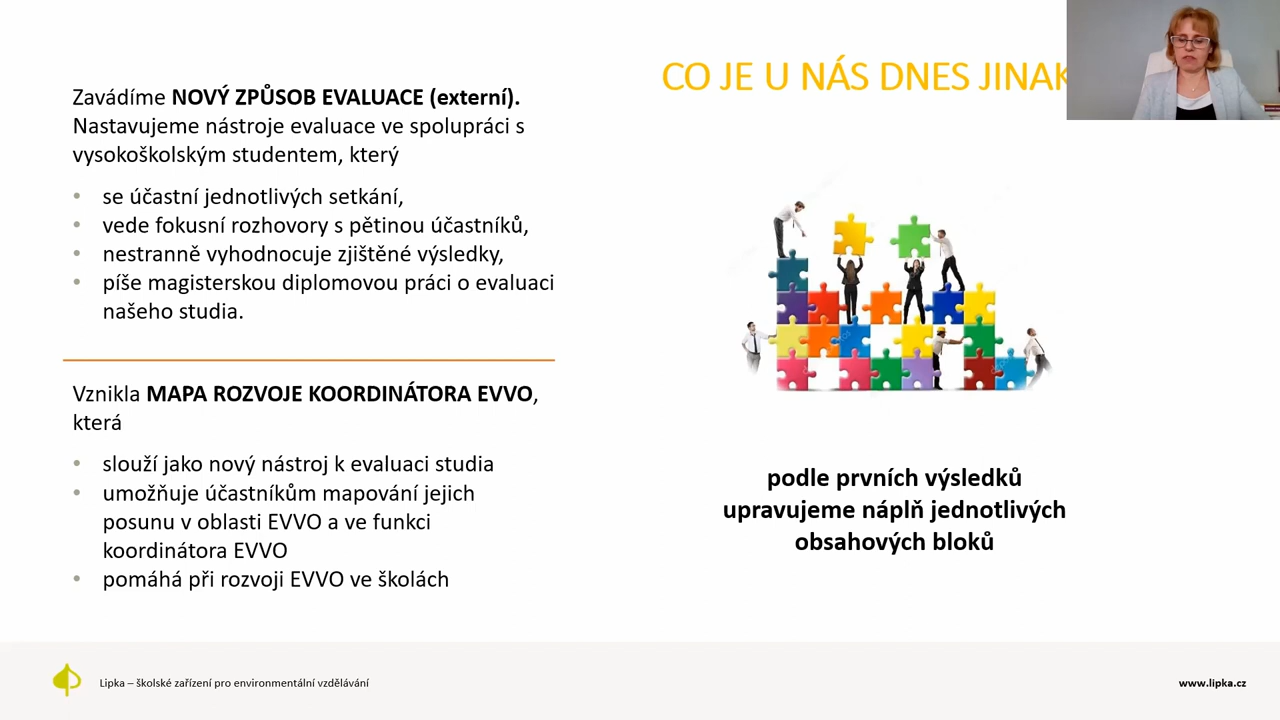 CO JE U NÁS DNES JINAK
Zavádíme NOVÝ ZPŮSOB EVALUACE (externí).
Nastavujeme nástroje evaluace ve spolupráci s
vysokoškolským studentem, který
• se účastní jednotlivých setkání,
• vede fokusní rozhovory s pětinou účastníků,
• nestranně vyhodnocuje zjištěné výsledky,
• píše magisterskou diplomovou práci o evaluaci
našeho studia.
Vznikla MAPA ROZVOJE KOORDINÁTORA EVVO,
která
• slouží jako nový nástroj k evaluaci studia
• umožňuje účastníkům mapování jejich
posunu v oblasti EVVO a ve funkci
koordinátora EVVO
• pomáhá při rozvoji EVVO ve školách
podle prvních výsledků
upravujeme náplň jednotlivých
obsahových bloků
Lipka – školské zařízení pro environmentální vzdělávání
www.lipka.cz